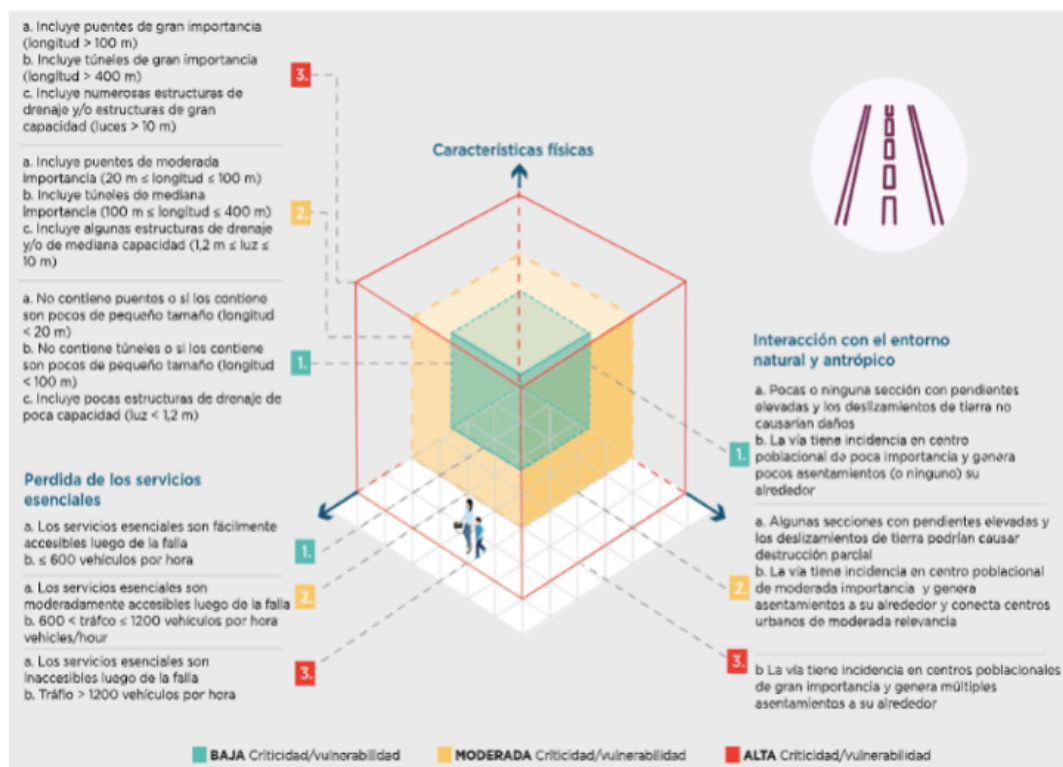 a. Incluye puentes de gran importancia
(longitud > 100 m)
b. Incluye túneles de gran importancia
(longitud > 400 m)
c. Incluye numerosas estructuras de
drenaje y/o estructuras de gran
capacidad (luces > 10 m)
3.
a. Incluye puentes de moderada
importancia (20 m ≤ longitud ≤ 100 m)
b. Incluye túneles de mediana
importancia (100 m ≤ longitud ≤ 400 m)
c. Incluye algunas estructuras de drenaje
y/o de mediana capacidad (1,2 m ≤ luz ≤
10 m)
2.
a. No contiene puentes o si los contiene
son pocos de pequeño tamaño (longitud
< 20 m)
b. No contiene túneles o si los contiene
son pocos de pequeño tamaño (longitud
< 100 m)
c. Incluye pocas estructuras de drenaje de
poca capacidad (luz < 1,2 m)
1.
Características físicas
Perdida de los servicios
esenciales
a. Los servicios esenciales son fácilmente
accesibles luego de la falla
b. ≤ 600 vehículos por hora
1.
a. Los servicios esenciales son
moderadamente accesibles luego de la falla
b. 600 < tráfco ≤ 1200 vehículos por hora
vehicles/hour
2.
a. Los servicios esenciales son
inaccesibles luego de la falla
b. Tráfio > 1200 vehículos por hora
3.
Interacción con el entorno
natural y antrópico
a. Pocas o ninguna sección con pendientes
elevadas y los deslizamientos de tierra no
causarían daños
b. La vía tiene incidencia en centro
poblacional de poca importancia y genera
pocos asentamientos (o ninguno) su
alrededor
1.
a. Algunas secciones con pendientes elevadas y
los deslizamientos de tierra podrían causar
destrucción parcial
b. La vía tiene incidencia en centro poblacional
de moderada importancia y genera
asentamientos a su alrededor y conecta centros
urbanos de moderada relevancia
2.
b La vía tiene incidencia en centros poblacionales
de gran importancia y genera múltiples
asentamientos a su alrededor
3.
BAJA Criticidad/vulnerabilidad
MODERADA Criticidad/vulnerabilidad
ALTA Criticidad/vulnerabilidad